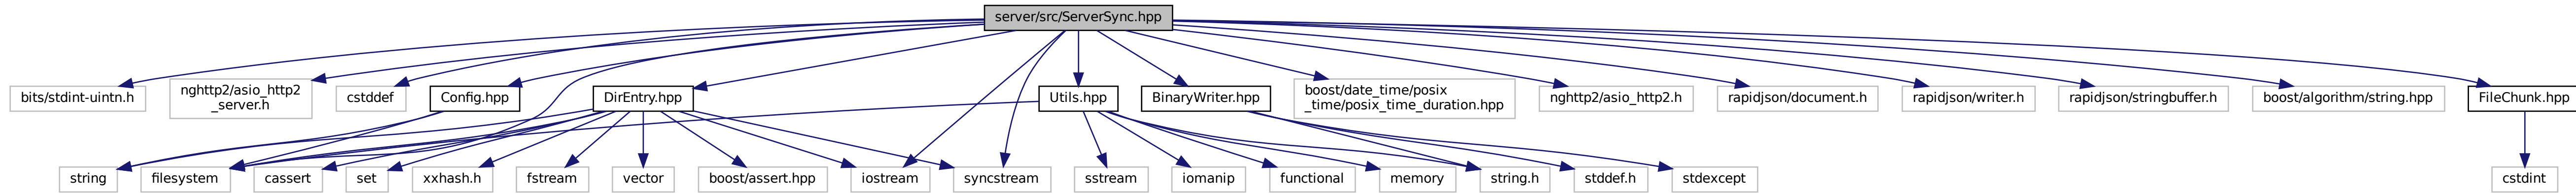 server/src/ServerSync.hpp
bits/stdint-uintn.h
nghttp2/asio_http2
_server.h
cstddef
Config.hpp
DirEntry.hpp
Utils.hpp
BinaryWriter.hpp
boost/date_time/posix
_time/posix_time_duration.hpp
nghttp2/asio_http2.h
rapidjson/document.h
rapidjson/writer.h
rapidjson/stringbuffer.h
boost/algorithm/string.hpp
FileChunk.hpp
string
filesystem
cassert
set
xxhash.h
fstream
vector
boost/assert.hpp
iostream
syncstream
sstream
iomanip
functional
memory
string.h
stddef.h
stdexcept
cstdint